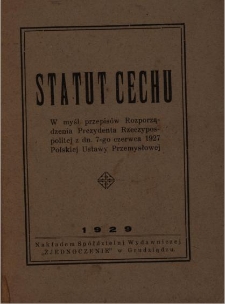 STATUT CECHU
W myśl przepisów Rozporzą-
dzenia Prezydenta Rzeczypos-
politej z dn. 7-go czerwca 1927
Polskiej Ustawy Przemysłowej
1929
Nakładem Spółdzielni Wydawniczej
"ZJEDNOCZENIE" w Grudziądzu.